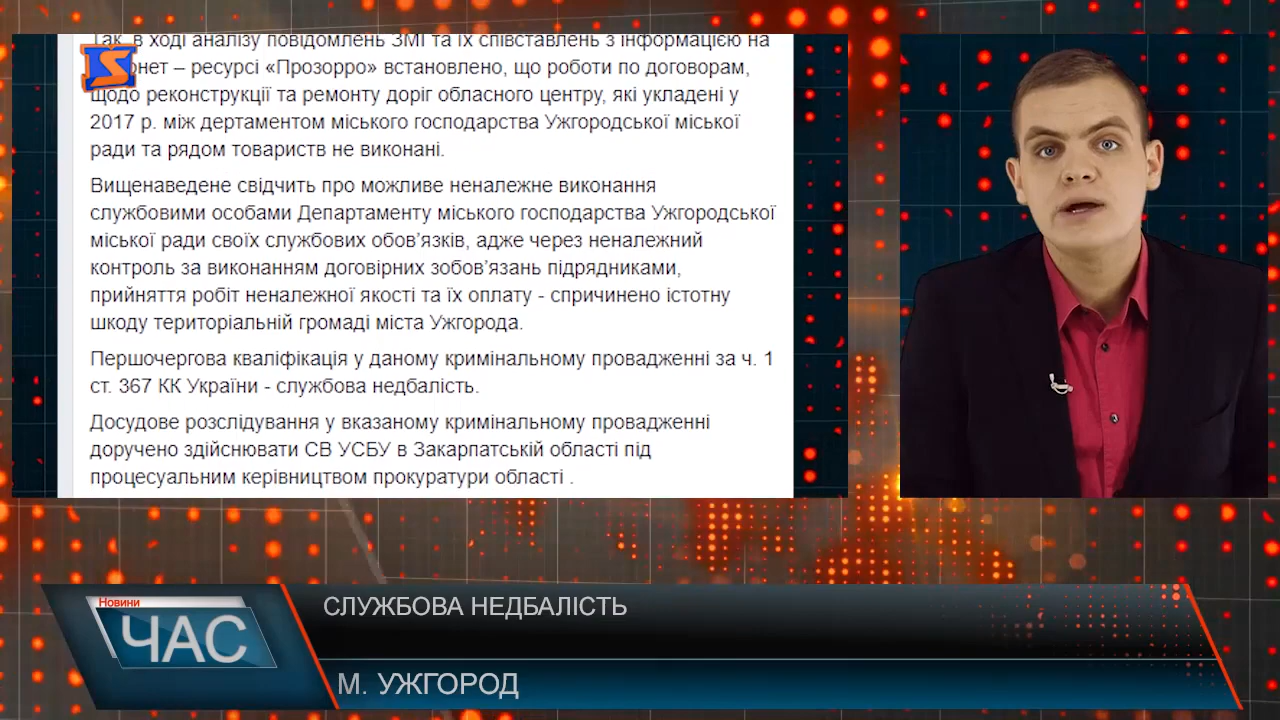 Так, в ході аналізу повідомлень ЗМІ та їх співставлень з інформацією на
– ресурсі «Прозорро» встановлено, що роботи по договорам,
щодо реконструкції та ремонту доріг обласного центру, які укладені у
2017 р. між дертаментом міського господарства Ужгородської міської
ради та рядом товариств не виконані.
Вищенаведене свідчить про можливе неналежне виконання
службовими особами Департаменту міського господарства Ужгородської
міської ради своїх службових обов’язків, адже через неналежний
контроль за виконанням договірних зобов’язань підрядниками,
прийняття робіт неналежної якості та їх оплату - спричинено істотну
шкоду територіальній громаді міста Ужгорода.
Першочергова кваліфікація у даному кримінальному провадженні за ч. 1
ст. 367 КК України - службова недбалість.
Досудове розслідування у вказаному кримінальному провадженні
доручено здійснювати СВ УСБУ в Закарпатській області під
процесуальним керівництвом прокуратури області .
Новини
ЧАС
СЛУЖБОВА НЕДБАЛІСТЬ
М. УЖГОРОД